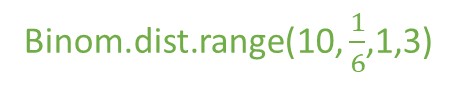 Binom.dist.range(10, 1/6,1,3)